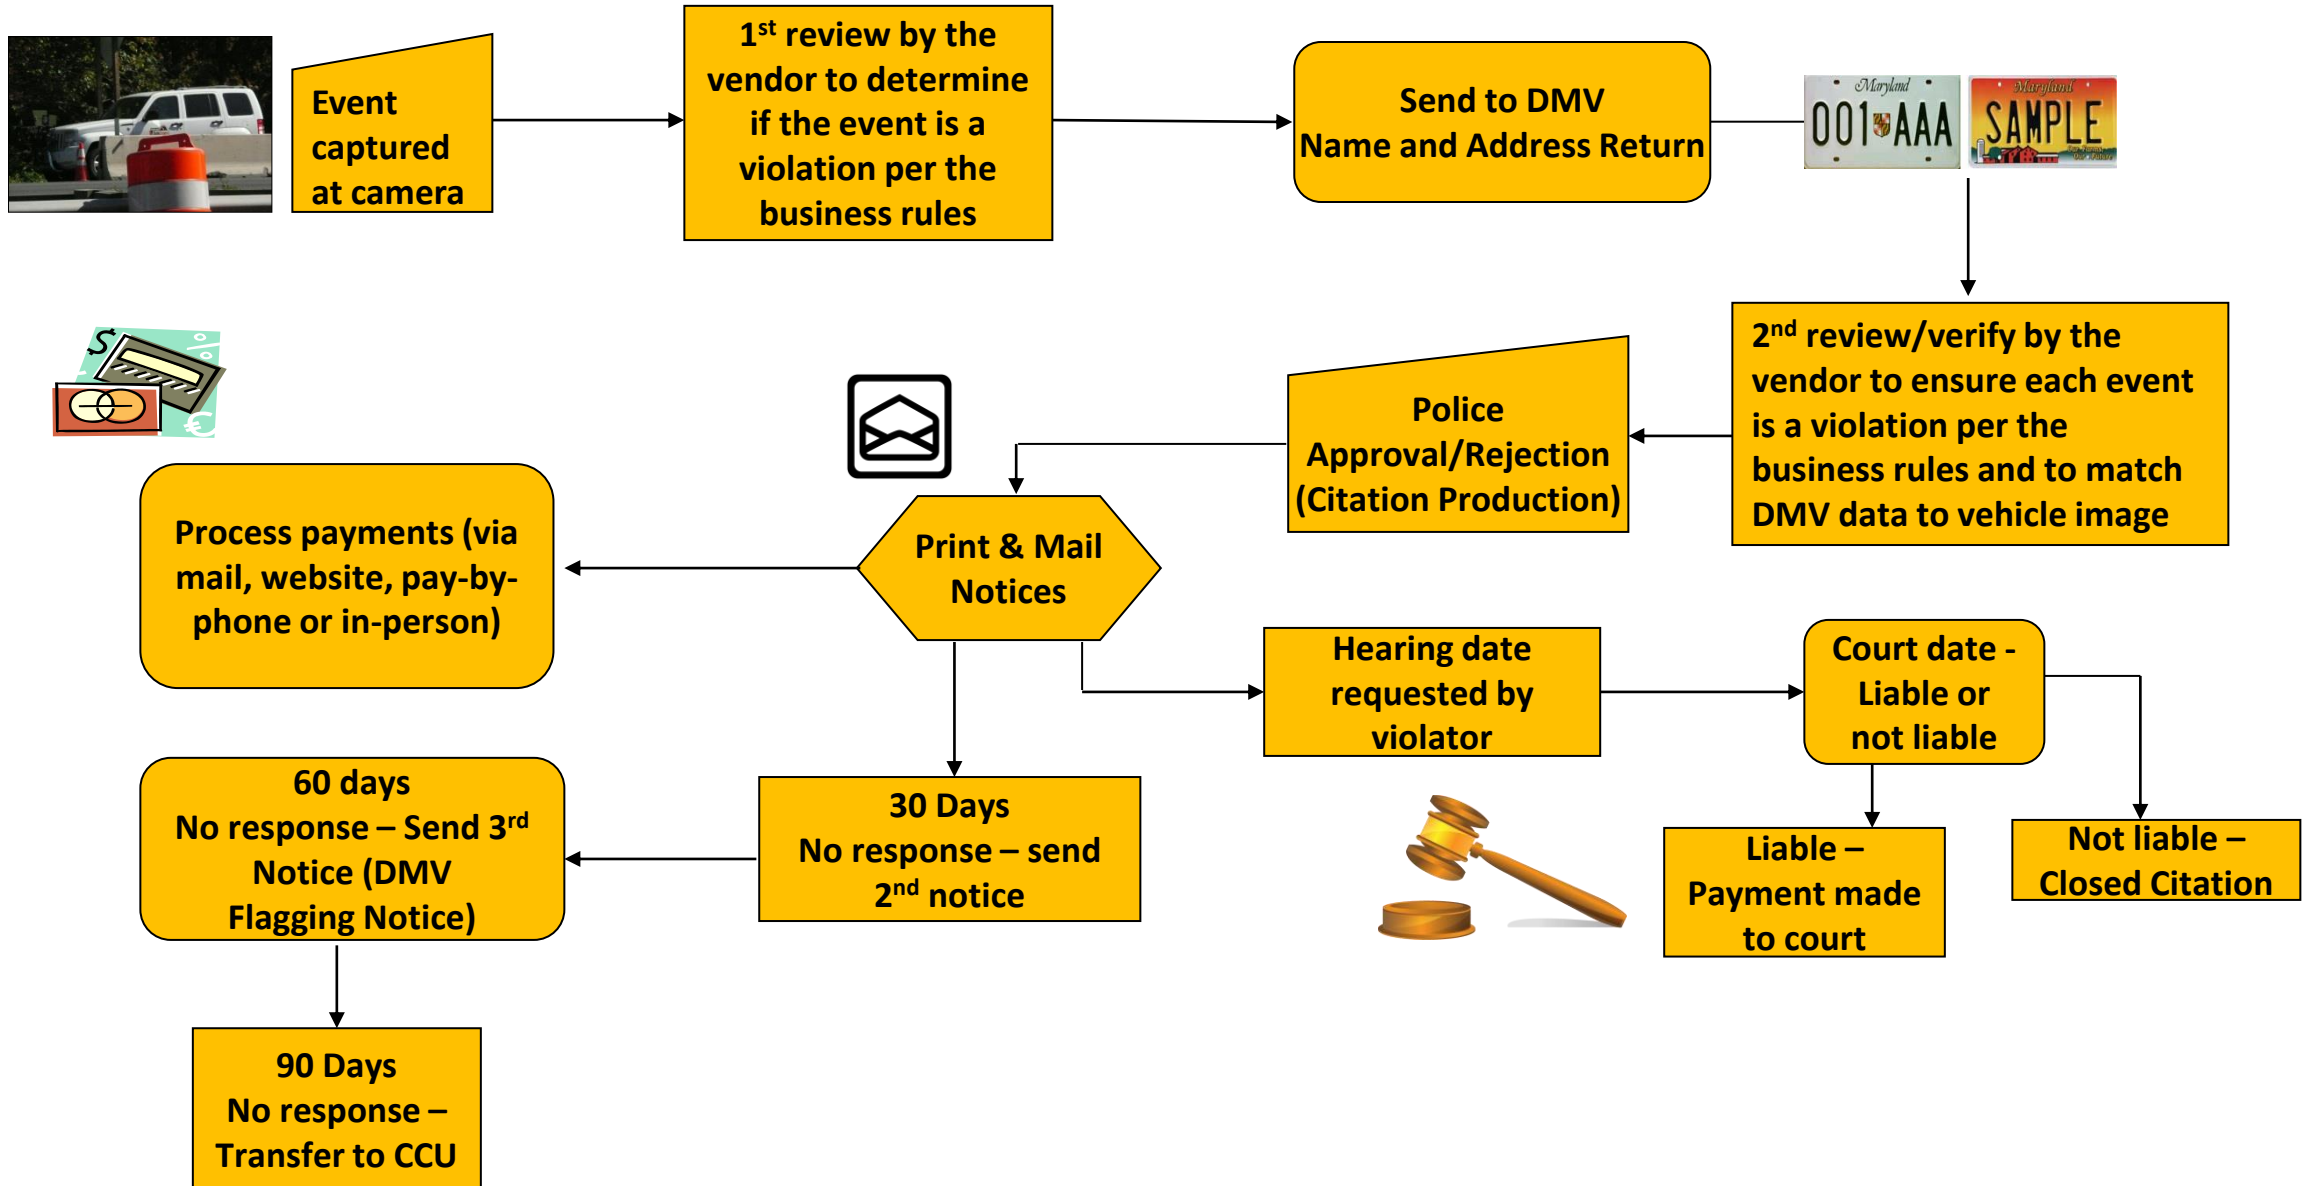 Event
captured
at camera
1st review by the
vendor to determine
if the event is a
violation per the
business rules
Send to DMV
Name and Address Return
Maryland
001 AAA
Maryland
SAMPLE
2nd review/verify by the
vendor to ensure each event
is a violation per the
business rules and to match
DMV data to vehicle image
Police
Approval/Rejection
(Citation Production)
Print & Mail
Notices
$ %
€
Process payments (via
mail, website, pay-by-
phone or in-person)
Hearing date
requested by
violator
Court date -
Liable or
not liable
60 days
No response – Send 3rd
Notice (DMV
Flagging Notice)
30 Days
No response – send
2nd notice
Liable –
Payment made
to court
Not liable –
Closed Citation
90 Days
No response –
Transfer to CCU